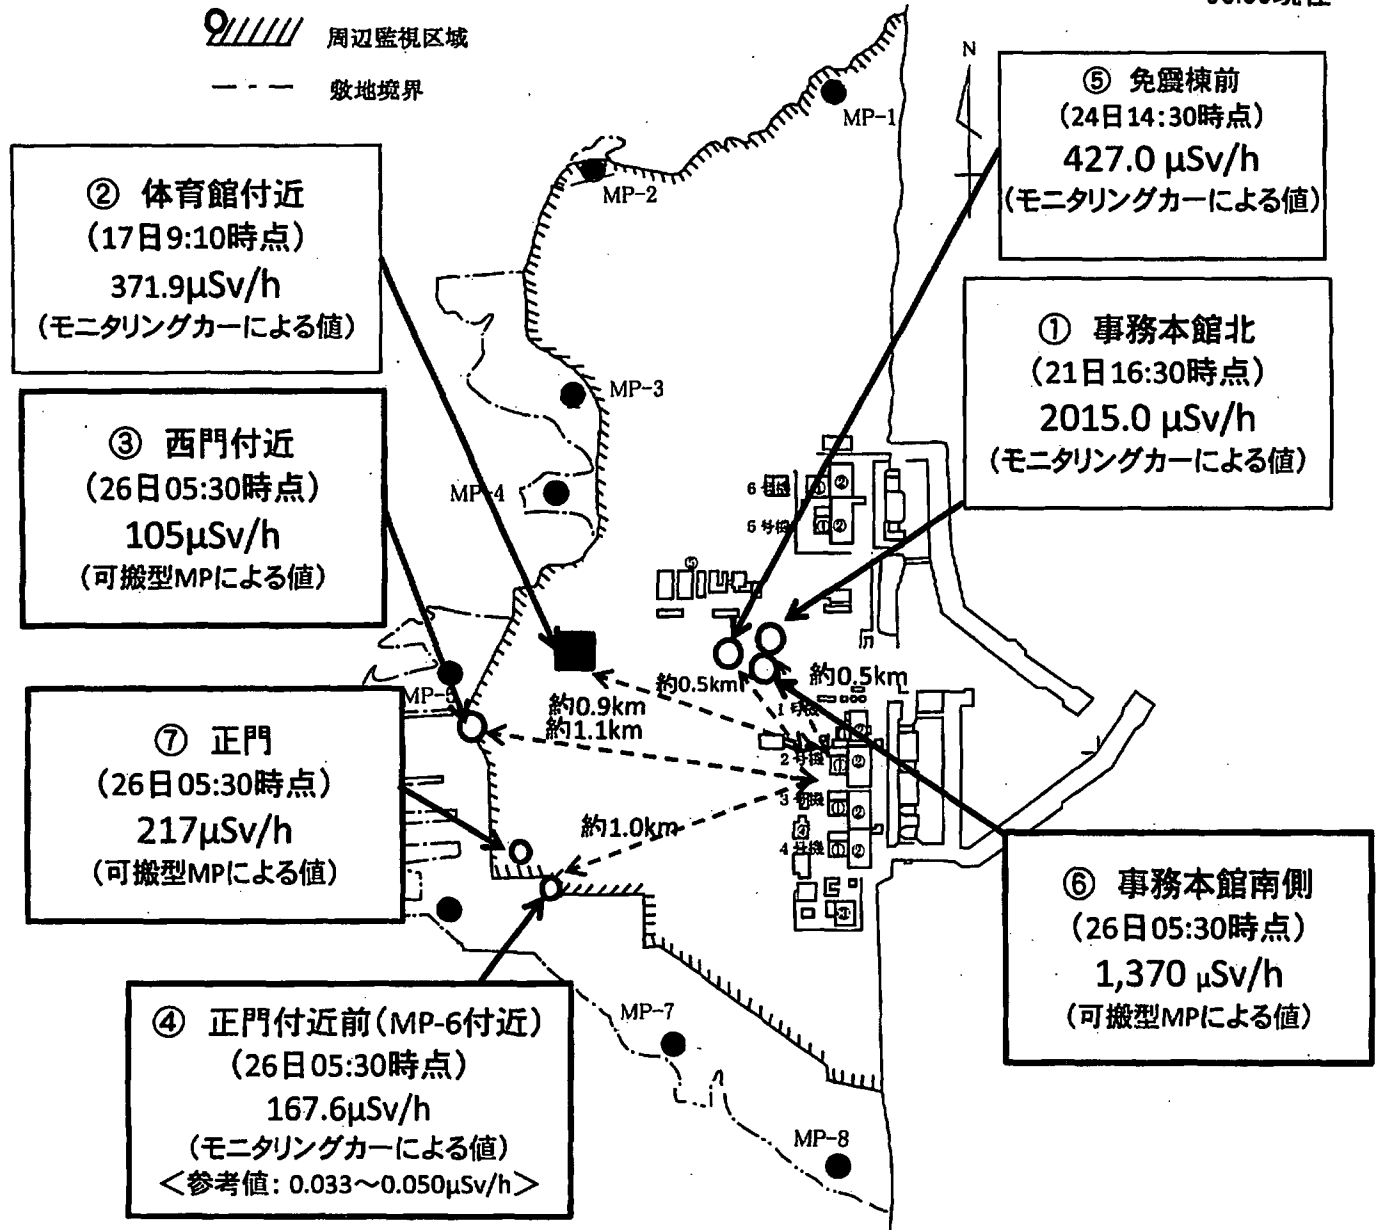 周辺監視区域
敷地境界
N
⑤ 免震棟前
(24日14:30時点)
427.0 μSv/h
(モニタリングカーによる値)
② 体育館付近
(17日9:10時点)
371.9μSv/h
(モニタリングカーによる値)
① 事務本館北
(21日16:30時点)
2015.0 μSv/h
(モニタリングカーによる値)
③ 西門付近
(26日05:30時点)
105μSv/h
(可搬型MPによる値)
⑦ 正門
(26日05:30時点)
217μSv/h
(可搬型MPによる値)
⑥ 事務本館南側
(26日05:30時点)
1,370 μSv/h
(可搬型MPによる値)
④ 正門付近前(MP-6付近)
(26日05:30時点)
167.6μSv/h
(モニタリングカーによる値)
<参考値: 0.033~0.050μSv/h>
MP-1
MP-2
MP-3
MP-4
MP-5
MP-7
MP-8
6号機 ① ②
5号機 ① ②
約0.5km
約0.5km
約0.9km
約1.1km
約1.0km
1号機 ②
2号機 ① ②
3号機 ① ②
4号機 ① ②